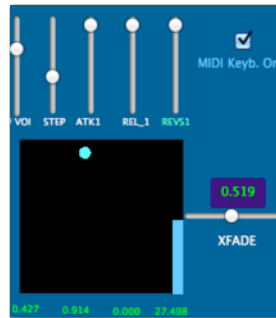 MIDI Keyb. On
VOI STEP ATK1 REL_1 REVS1
0.519
XFADE
0.427 0.914 0.000 27.498